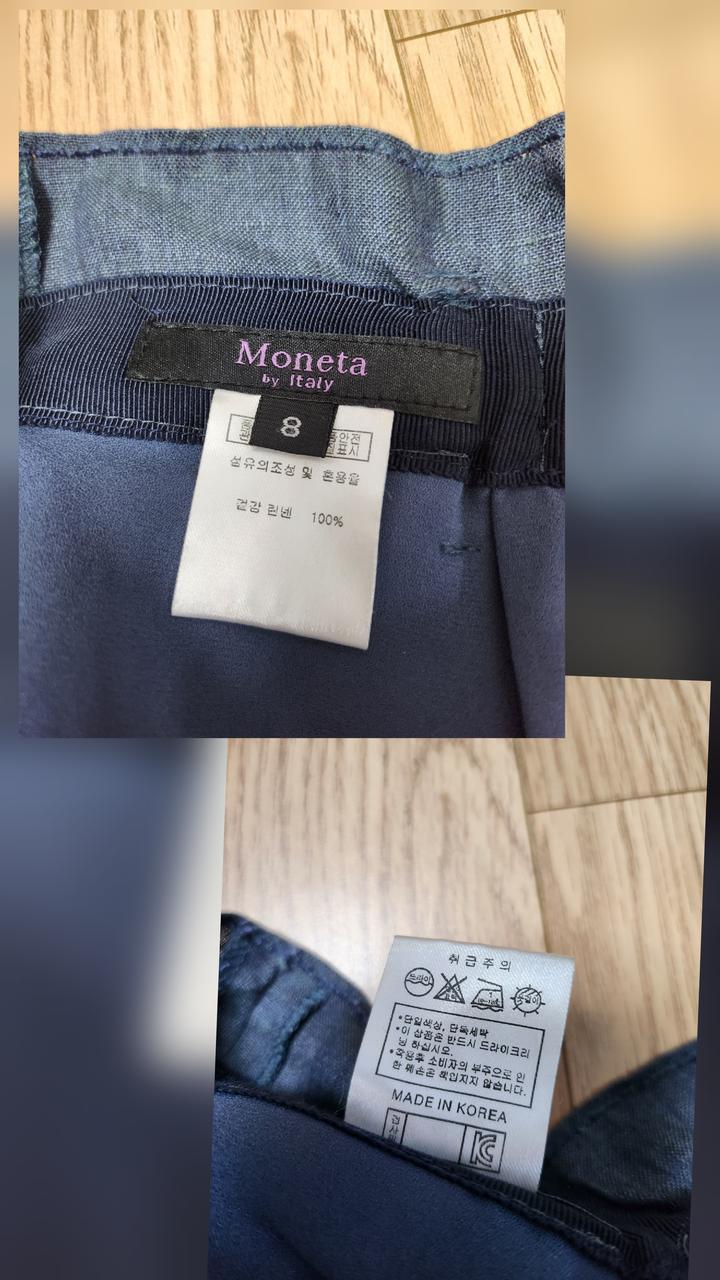 Moneta
by Italy
8
섬유의조성 및 혼용율
겉감 린넨 100%
취급주의
드라이
• 단일색상, 단독세탁
• 이 상품은 반드시 드라이크리
닝 하십시오.
• 착용후 소비자의 부주의로 인
한 훼손은 책임지지 않습니다.
MADE IN KOREA